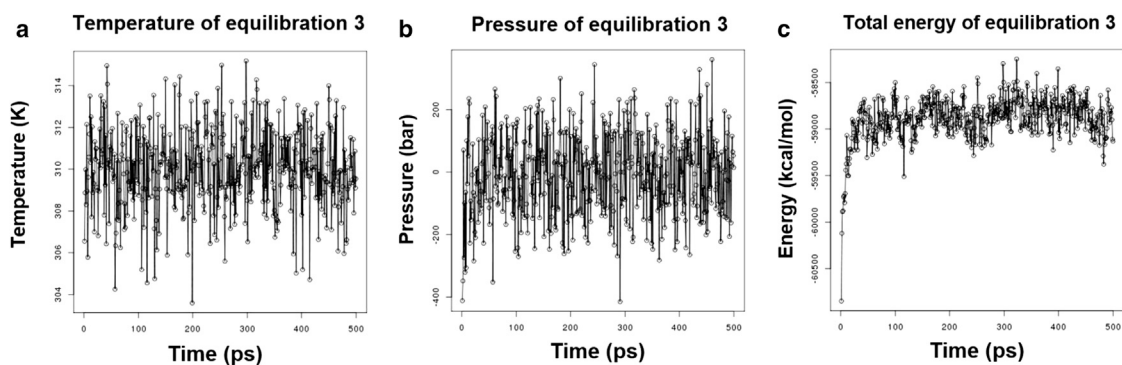 a Temperature of equilibration 3
Temperature (K)
314
312
310
308
306
304
0 100 200 300 400 500
Time (ps)
b Pressure of equilibration 3
Pressure (bar)
200
0
-200
-400
0 100 200 300 400 500
Time (ps)
c Total energy of equilibration 3
Energy (kcal/mol)
-58500
-59000
-59500
-60000
-60500
0 100 200 300 400 500
Time (ps)